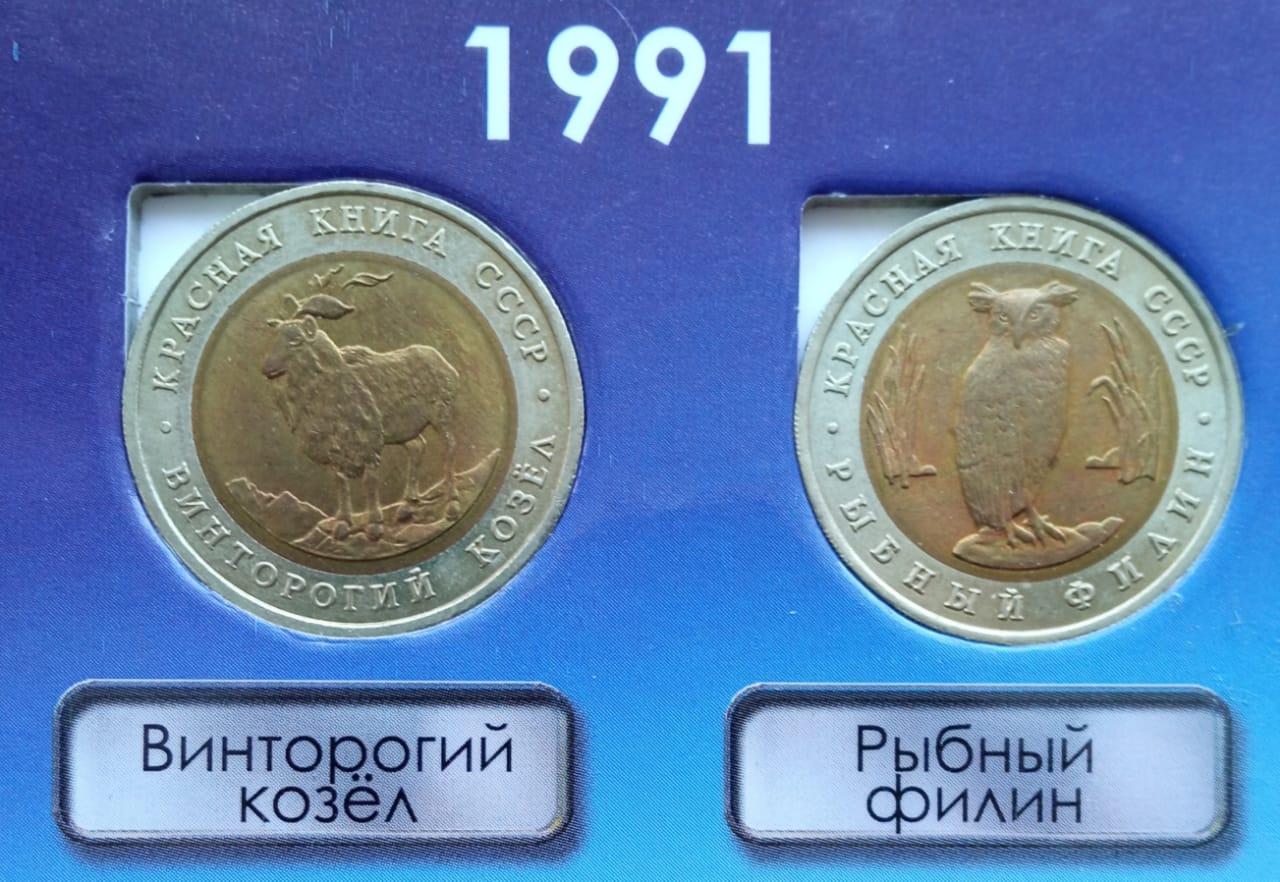 1991
КРАСНАЯ КНИГА СССР
• ВИНТОРОГИЙ КОЗЁЛ •
КРАСНАЯ КНИГА СССР
• РЫБНЫЙ ФИЛИН •
Винторогий
козёл
Рыбный
филин